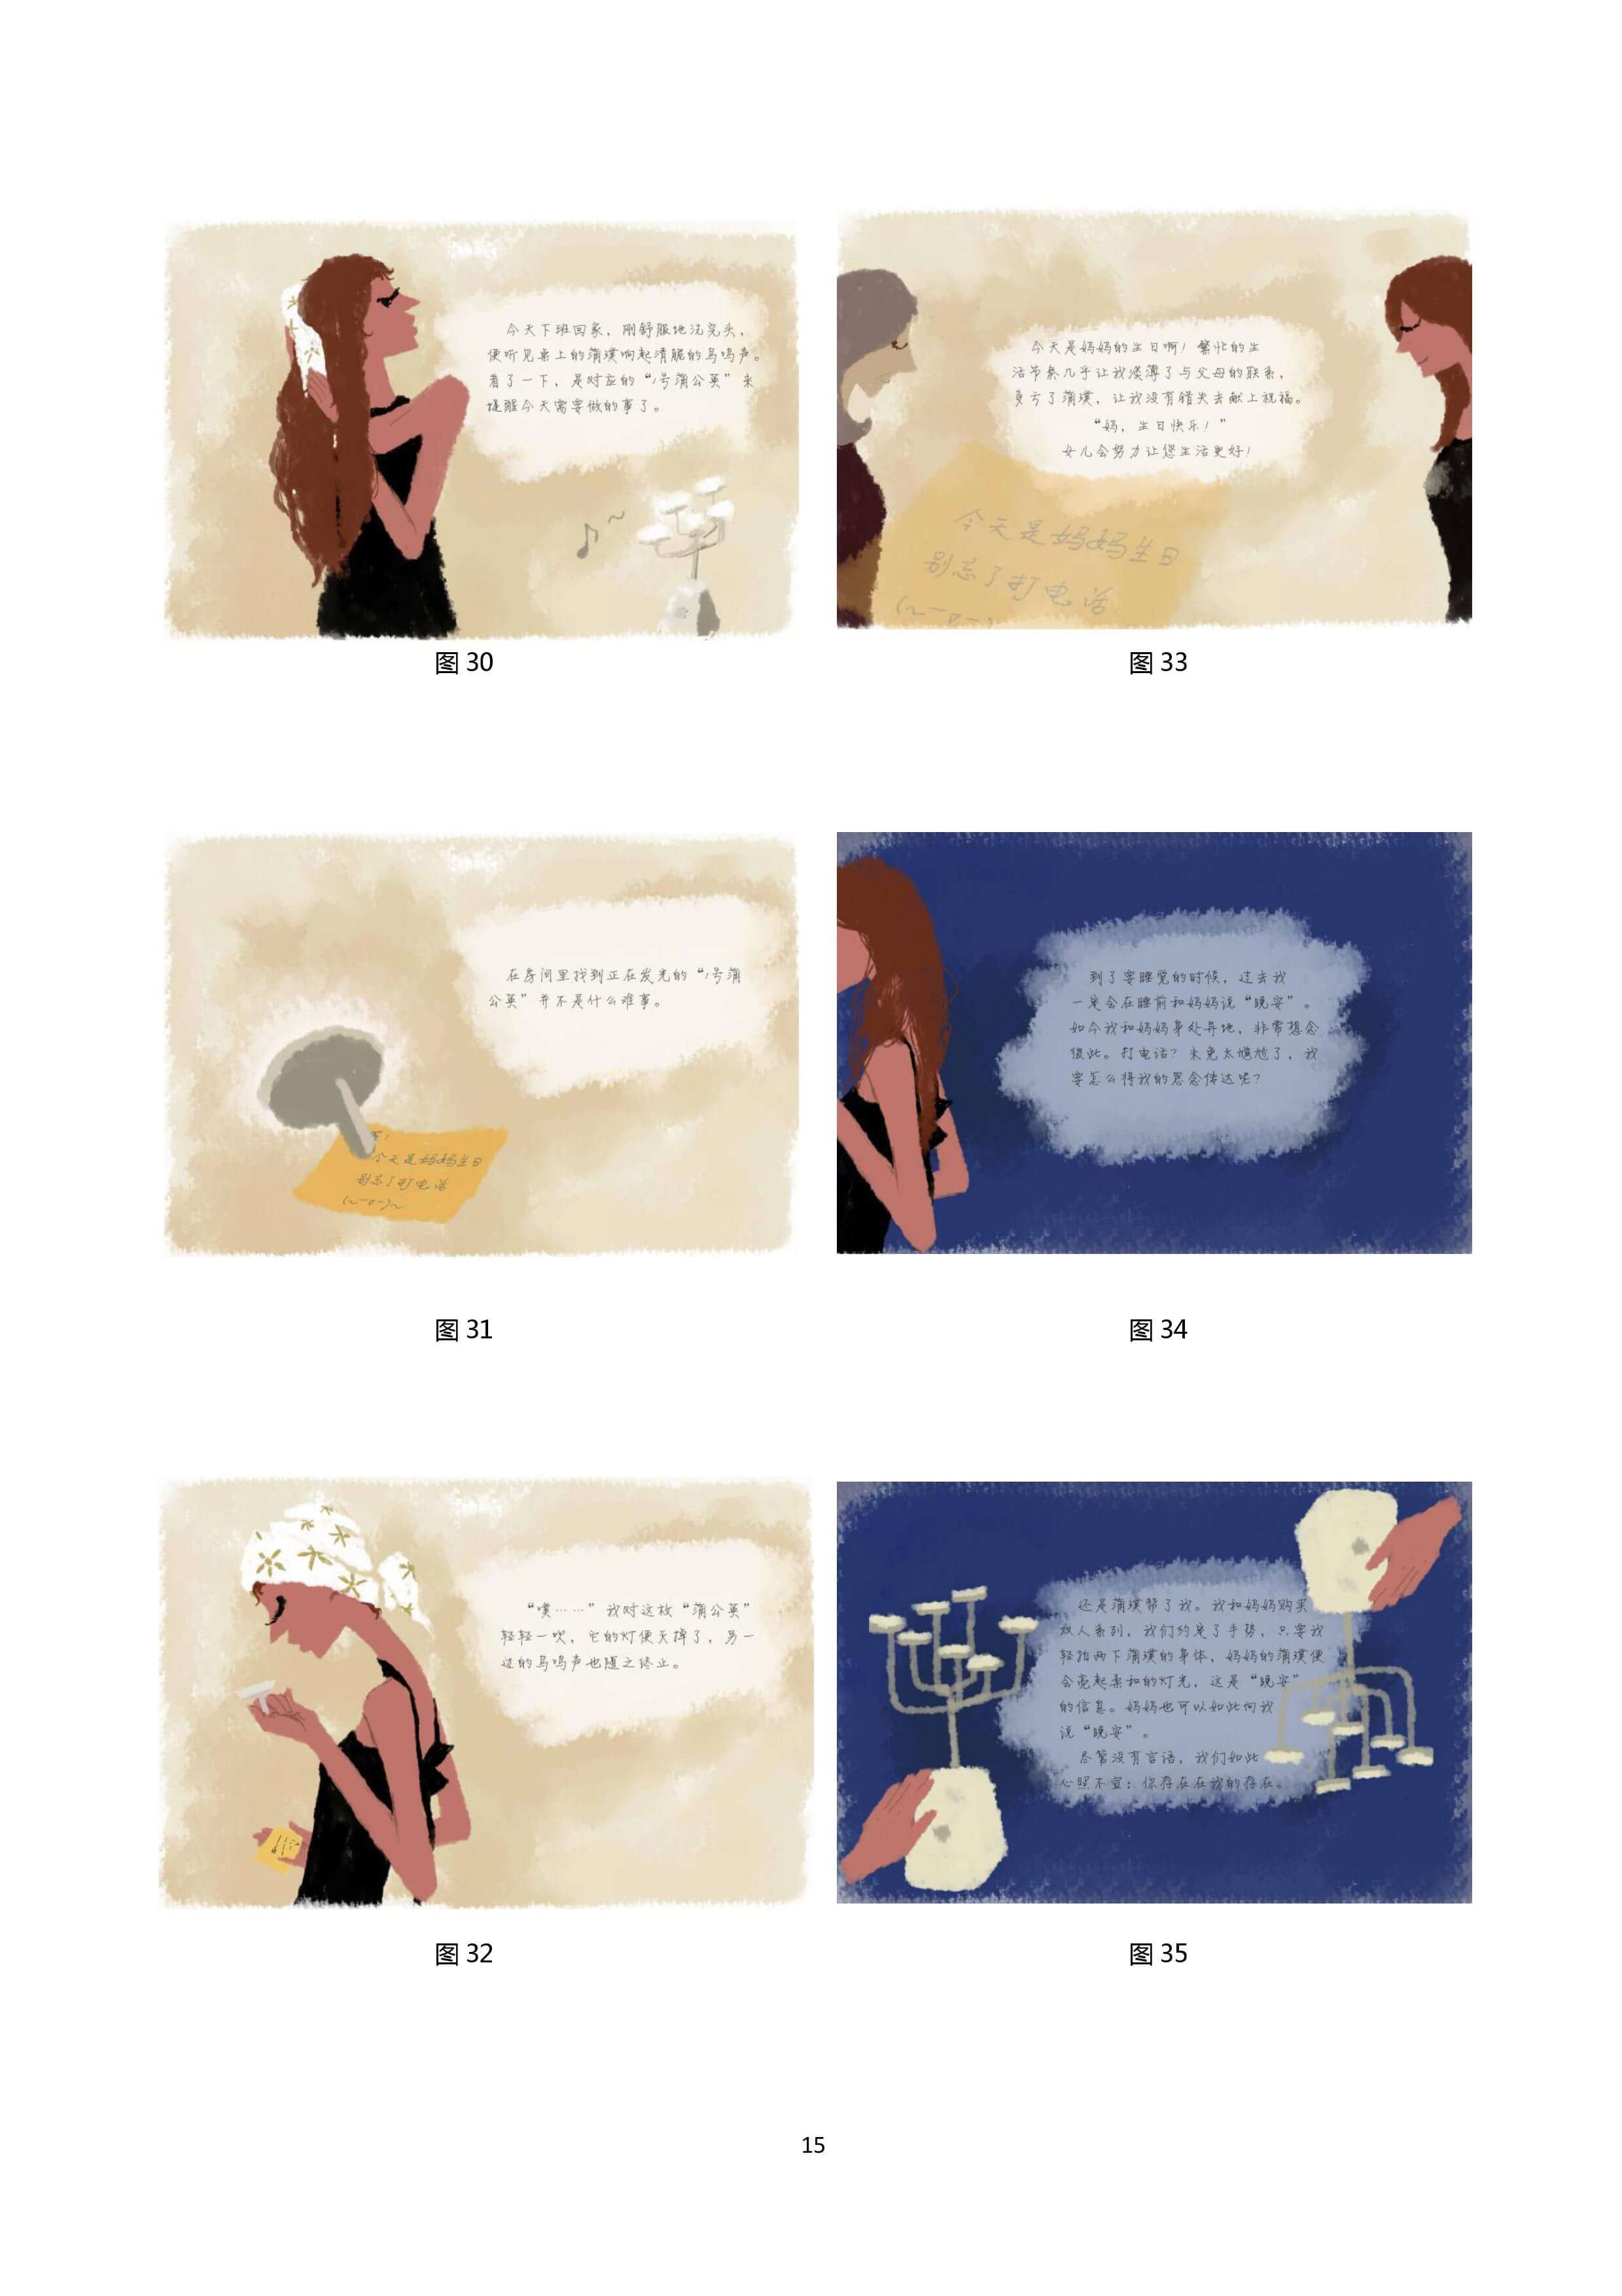 今天下班回家，刚舒服地洗完头，
便听见桌上的蒲璞响起清脆的鸟鸣声。
看了一下，是对应的“1号蒲公英”来
提醒今天需要做的事了。
图 30
今天是妈妈的生日啊！繁忙的生
活节奏几乎让我淡薄了与父母的联系，
多亏了蒲璞，让我没有错失去献上祝福。
“妈，生日快乐！”
女儿会努力让您生活更好！
今天是妈妈生日
别忘了打电话
图 33
在房间里找到正在发光的“1号蒲
公英”并不是什么难事。
今天是妈妈生日
别忘了打电话
(~-o-)~
图 31
到了要睡觉的时候，过去我
一定会在睡前和妈妈说“晚安”。
如今我和妈妈身处异地，非常想念
彼此。打电话？未免太尴尬了，我
要怎么将我的思念传达呢？
图 34
“噗……”我对这枚“蒲公英”
轻轻一吹，它的灯便灭掉了，另一
边的鸟鸣声也随之终止。
图 32
还是蒲璞帮了我。我和妈妈购买
双人系列，我们约定了手势，只要我
轻拍两下蒲璞的身体，妈妈的蒲璞便
会亮起柔和的灯光，这是“晚安”
的信息。妈妈也可以如此向我
说“晚安”。
尽管没有言语，我们如此
心照不宣：你存在在我的存在。
图 35
15